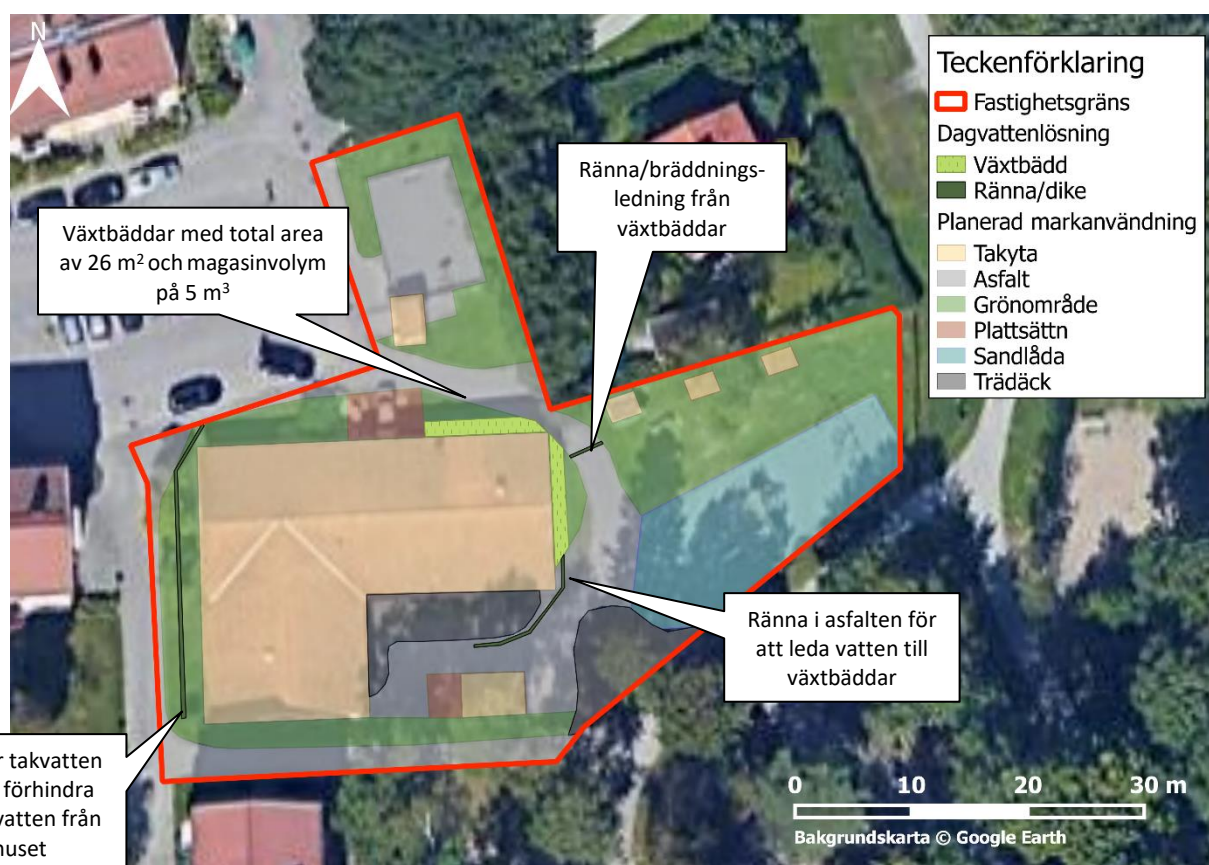 N
Teckenförklaring
Fastighetsgräns
Dagvattenlösning
Växtbädd
Ränna/dike
Planerad markanvändning
Takyta
Asfalt
Grönområde
Plattsättn
Sandlåda
Trädäck
Ränna/bräddnings-
ledning från
växtbäddar
Växtbäddar med total area
av 26 m² och magasinvolym
på 5 m³
Ränna i asfalten för
att leda vatten till
växtbäddar
takvatten
förhindra
vatten från
huset
0 10 20 30 m
Bakgrundskarta © Google Earth